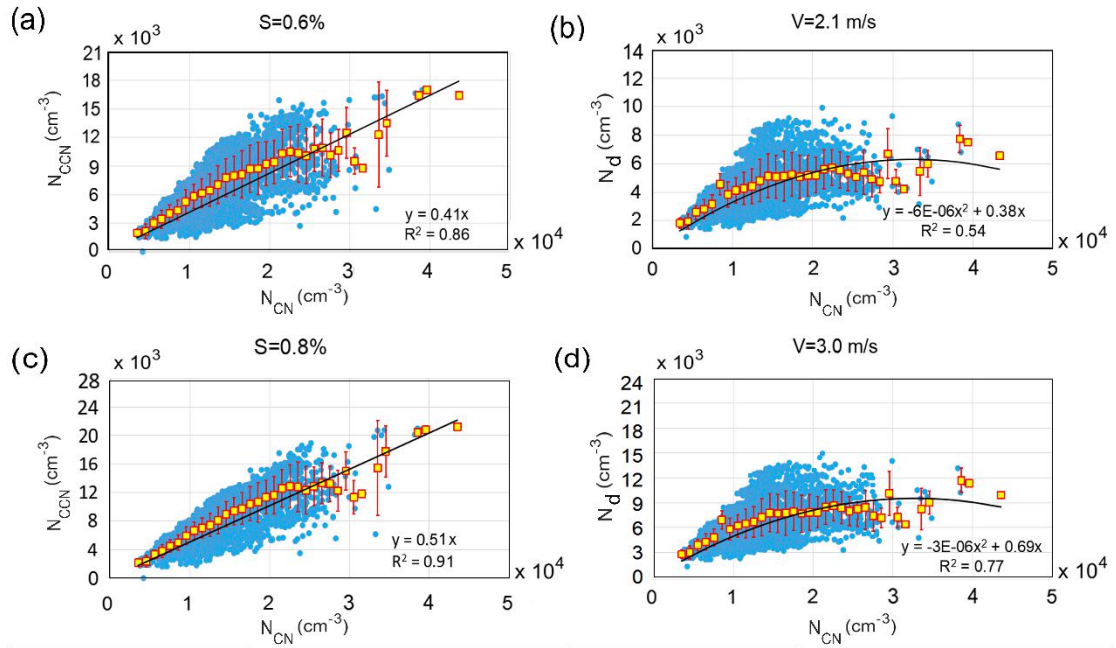 (a)
S=0.6%
x 10³
21
18
15
12
9
6
3
0
N_CCN (cm⁻³)
y = 0.41x
R² = 0.86
x 10⁴
0 1 2 3 4 5
N_CN (cm⁻³)
(b)
V=2.1 m/s
x 10³
14
12
10
8
6
4
2
0
N_d (cm⁻³)
y = -6E-06x² + 0.38x
R² = 0.54
x 10⁴
0 1 2 3 4 5
N_CN (cm⁻³)
(c)
S=0.8%
x 10³
28
24
20
16
12
8
4
0
N_CCN (cm⁻³)
y = 0.51x
R² = 0.91
x 10⁴
0 1 2 3 4 5
N_CN (cm⁻³)
(d)
V=3.0 m/s
x 10³
24
21
18
15
12
9
6
3
0
N_d (cm⁻³)
y = -3E-06x² + 0.69x
R² = 0.77
x 10⁴
0 1 2 3 4 5
N_CN (cm⁻³)